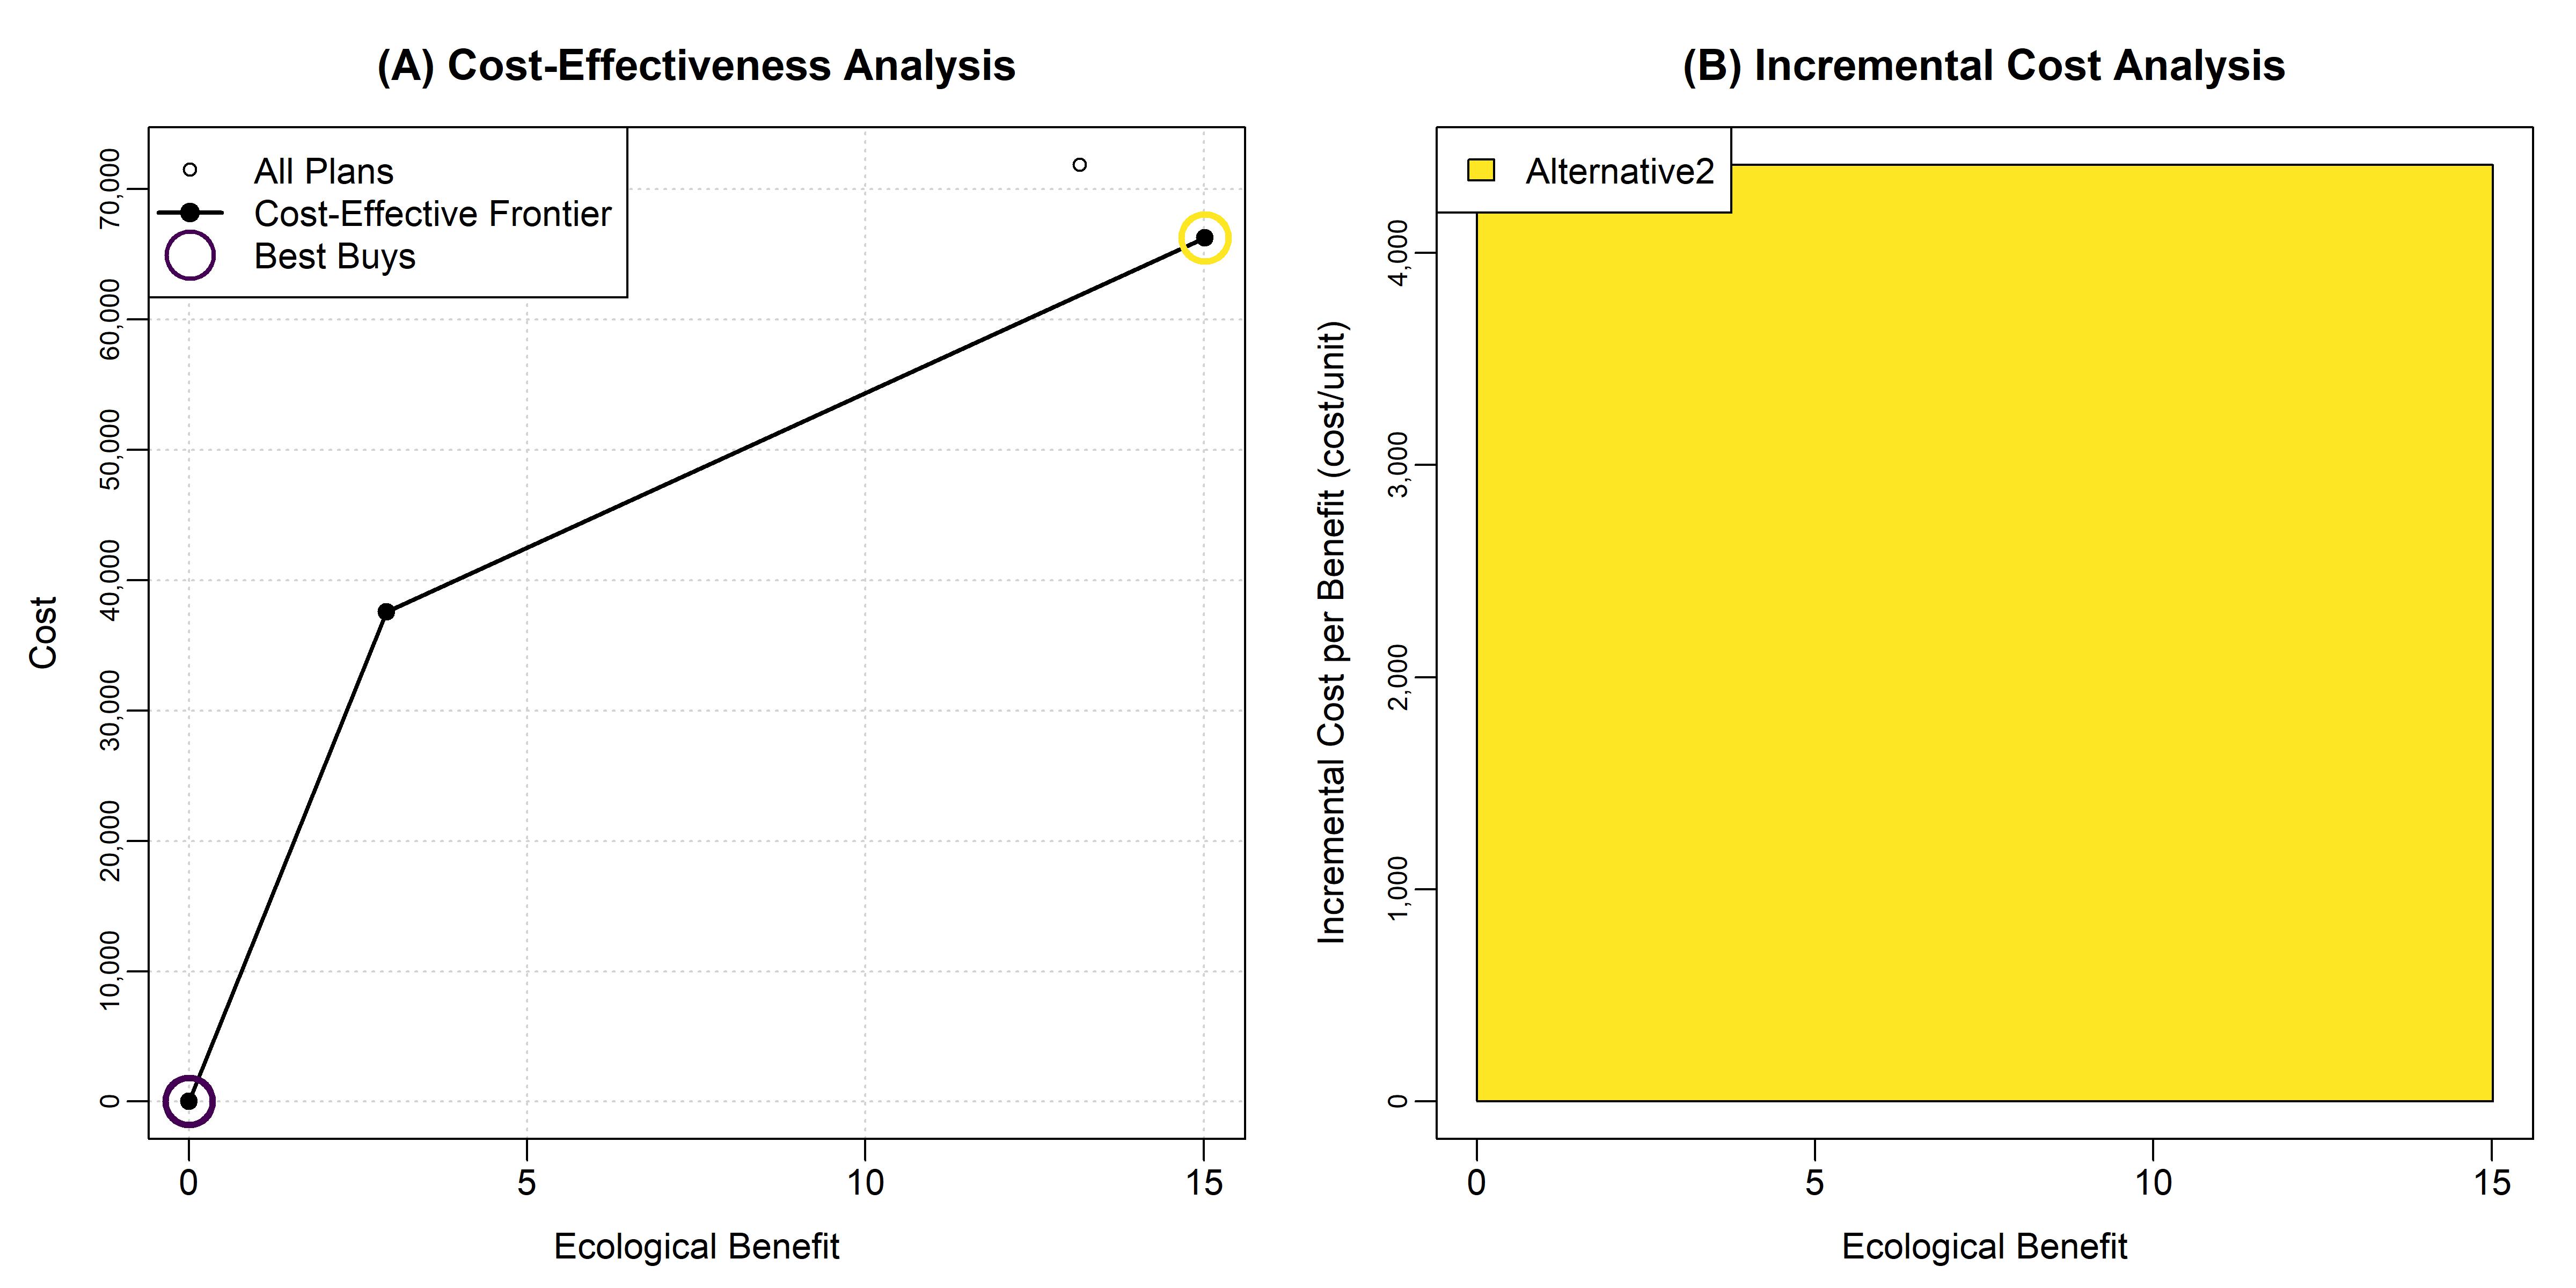 (A) Cost-Effectiveness Analysis
All Plans
Cost-Effective Frontier
Best Buys
Cost
70,000
60,000
50,000
40,000
30,000
20,000
10,000
0
0 5 10 15
Ecological Benefit
(B) Incremental Cost Analysis
Alternative2
Incremental Cost per Benefit (cost/unit)
4,000
3,000
2,000
1,000
0
0 5 10 15
Ecological Benefit